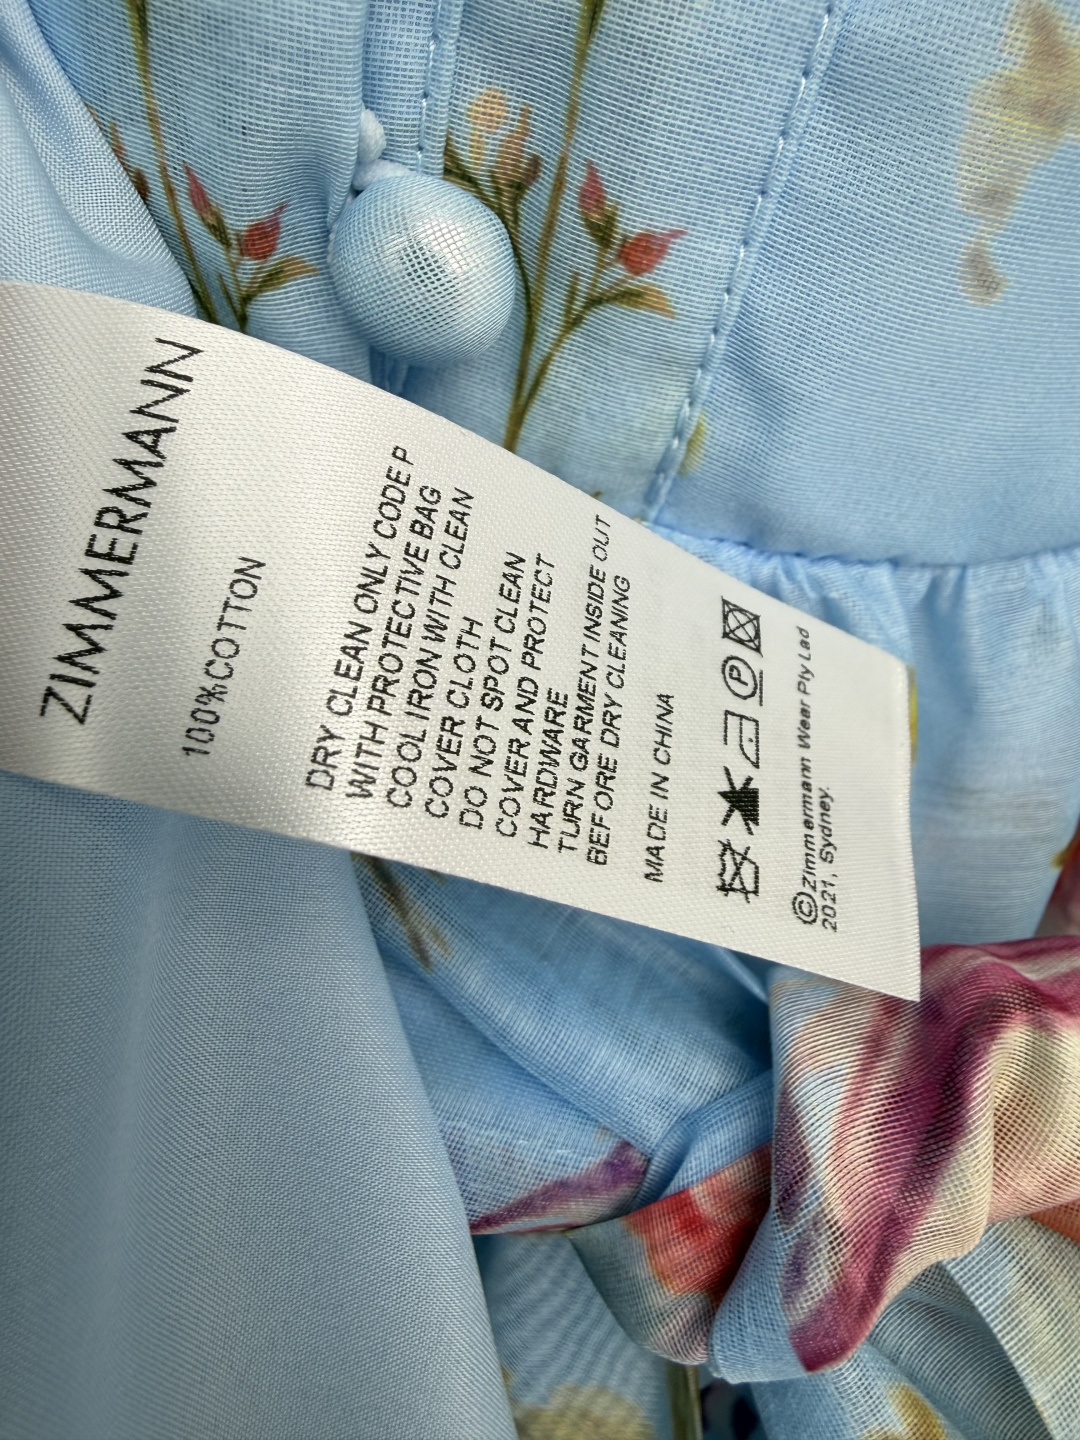 ZIMMERMANN
100%COTTON
DRY CLEAN ONLY CODE P
WITH PROTECTIVE BAG
COOL IRON WITH CLEAN
COVER CLOTH
DO NOT SPOT CLEAN
COVER AND PROTECT
HARDWARE
TURN GARMENT INSIDE OUT
BEFORE DRY CLEANING
MADE IN CHINA
P
©Zimmermann Wear Pty Lad
2021, Sydney.